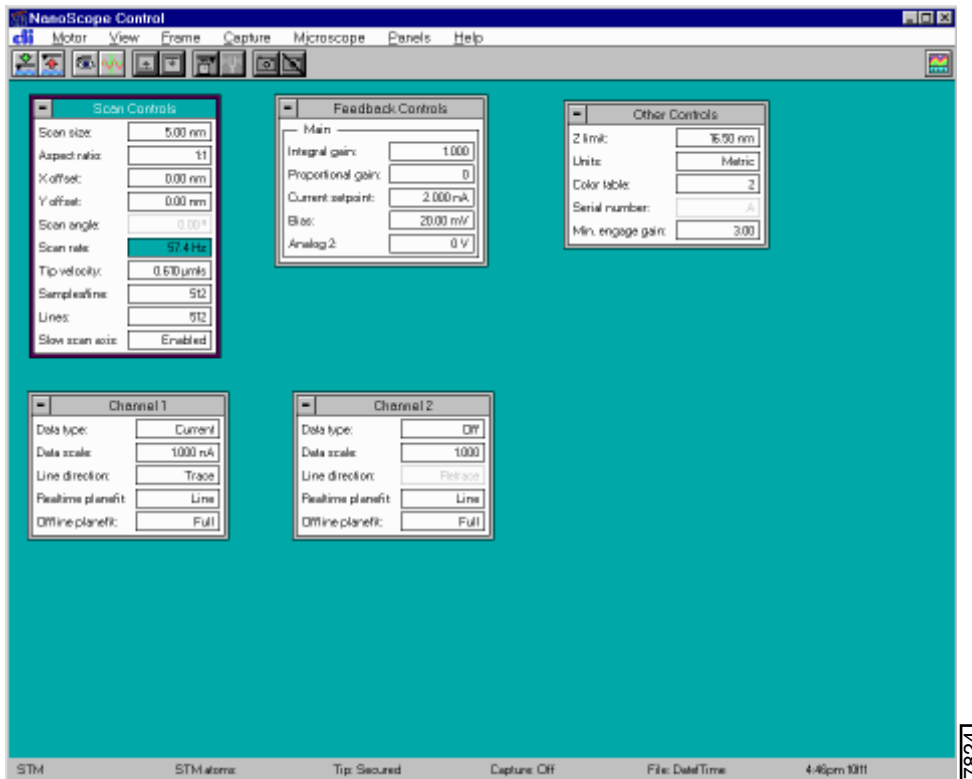 NanoScope Control
di Motor View Frame Capture Microscope Panels Help
Scan Controls
Scan size: 5.00 nm
Aspect ratio: 1:1
X offset: 0.00 nm
Y offset: 0.00 nm
Scan angle: 0.00 º
Scan rate: 57.4 Hz
Tip velocity: 0.610 µm/s
Samples/line: 512
Lines: 512
Slow scan axis: Enabled
Feedback Controls
Main
Integral gain: 1.000
Proportional gain: 0
Current setpoint: 2.000 nA
Bias: 20.00 mV
Analog 2: 0 V
Other Controls
Z limit: 16.50 nm
Units: Metric
Color table: 2
Serial number: A
Min. engage gain: 3.00
Channel 1
Data type: Current
Data scale: 1.000 nA
Line direction: Trace
Realtime planefit: Line
Offline planefit: Full
Channel 2
Data type: Off
Data scale: 1.000
Line direction: Retrace
Realtime planefit: Line
Offline planefit: Full
STM STM atoms Tip: Secured Capture: Off File: Date/Time 4:46pm 10/11
7824